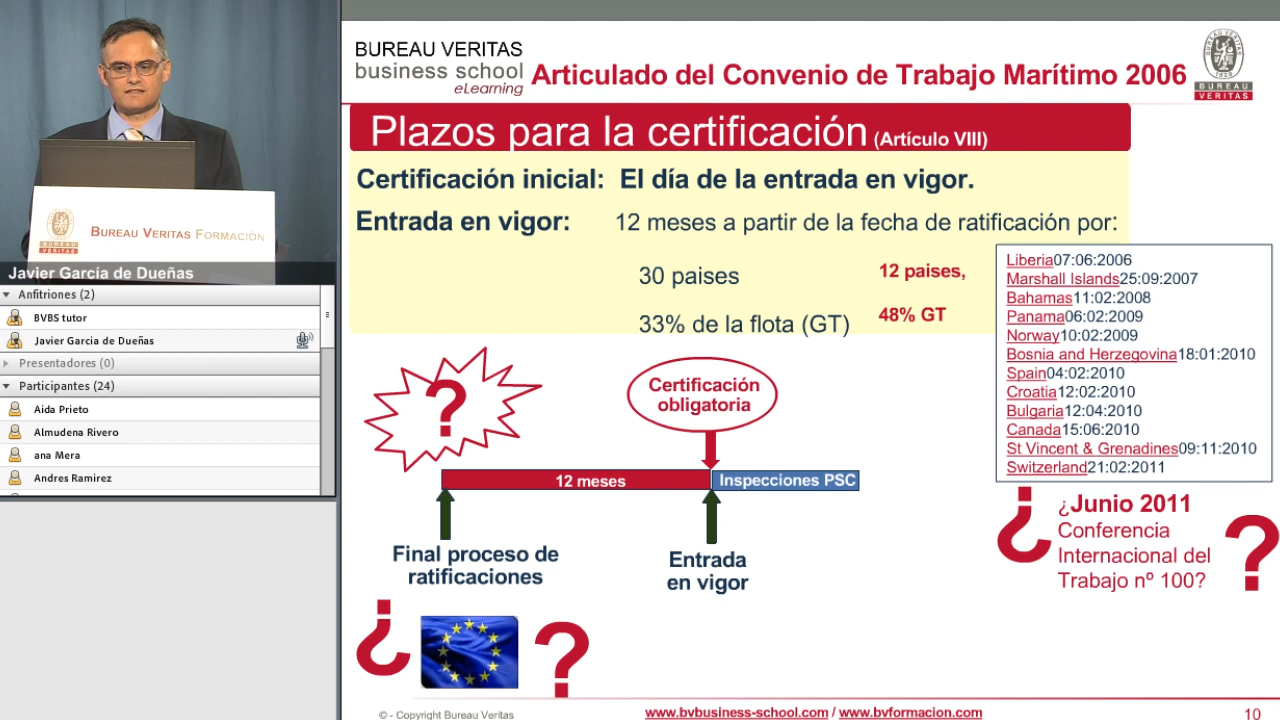 BUREAU VERITAS FORMACIÓN
Javier García de Dueñas
Anfitriones (2)
BVBS tutor
Javier Garcia de Dueñas
Presentadores (0)
Participantes (24)
Aida Prieto
Almudena Rivero
ana Mera
Andres Ramirez
BUREAU VERITAS
business school
eLearning
Articulado del Convenio de Trabajo Marítimo 2006
BUREAU VERITAS
1828
BUREAU
VERITAS
Plazos para la certificación (Artículo VIII)
Certificación inicial: El día de la entrada en vigor.
Entrada en vigor: 12 meses a partir de la fecha de ratificación por:
30 paises 12 paises,
33% de la flota (GT) 48% GT
Liberia07:06:2006
Marshall Islands25:09:2007
Bahamas11:02:2008
Panama06:02:2009
Norway10:02:2009
Bosnia and Herzegovina18:01:2010
Spain04:02:2010
Croatia12:02:2010
Bulgaria12:04:2010
Canada15:06:2010
St Vincent & Grenadines09:11:2010
Switzerland21:02:2011
?
Certificación
obligatoria
12 meses
Inspecciones PSC
Final proceso de
ratificaciones
Entrada
en vigor
¿ ?
¿Junio 2011
Conferencia
Internacional del
Trabajo nº 100?
¿ ?
© - Copyright Bureau Veritas
www.bvbusiness-school.com / www.bvformacion.com
10